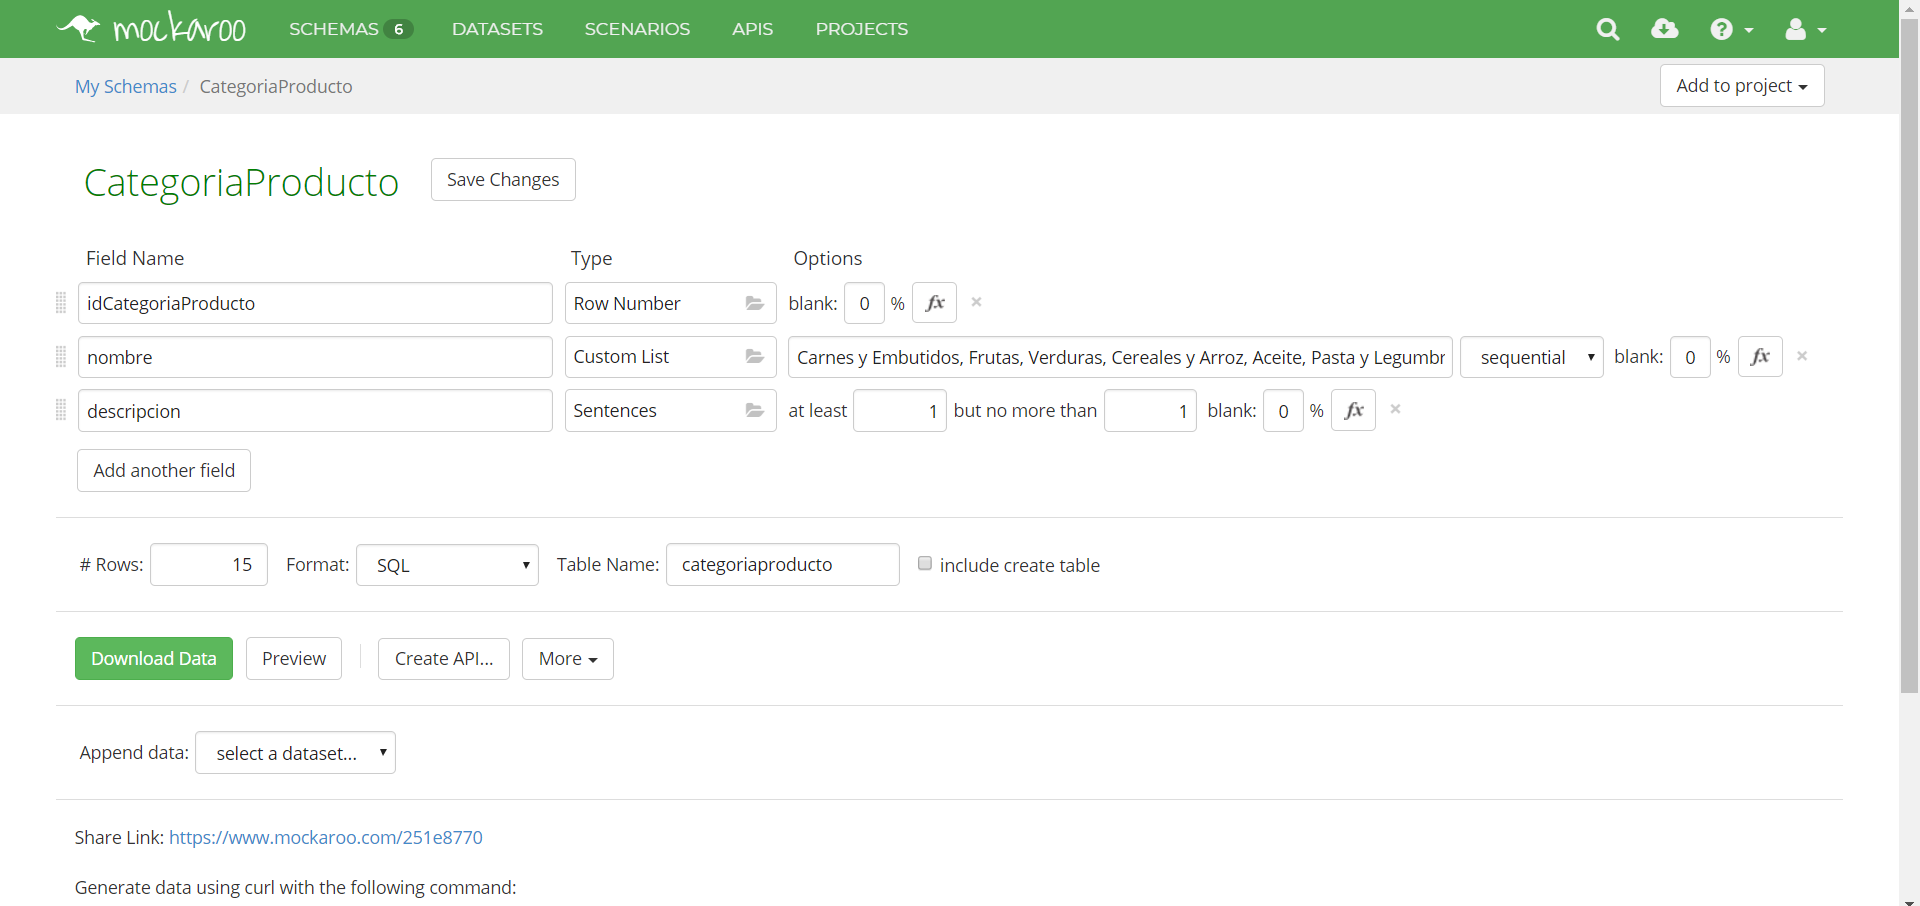 mockaroo SCHEMAS 6 DATASETS SCENARIOS APIS PROJECTS ?
My Schemas / CategoriaProducto Add to project
CategoriaProducto Save Changes
Field Name Type Options
idCategoriaProducto Row Number blank: 0 % fx ×
nombre Custom List Carnes y Embutidos, Frutas, Verduras, Cereales y Arroz, Aceite, Pasta y Legumbr sequential blank: 0 % fx ×
descripcion Sentences at least 1 but no more than 1 blank: 0 % fx ×
Add another field
# Rows: 15 Format: SQL Table Name: categoriaproducto include create table
Download Data Preview Create API... More
Append data: select a dataset...
Share Link: https://www.mockaroo.com/251e8770
Generate data using curl with the following command: